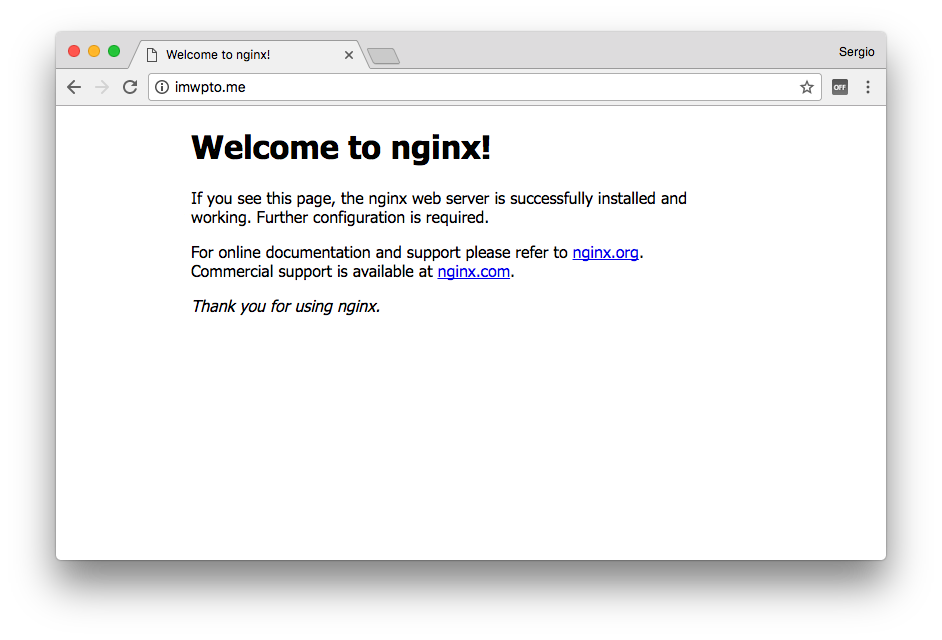 Welcome to nginx!
Sergio
imwpto.me
OFF
Welcome to nginx!
If you see this page, the nginx web server is successfully installed and
working. Further configuration is required.
For online documentation and support please refer to nginx.org.
Commercial support is available at nginx.com.
Thank you for using nginx.